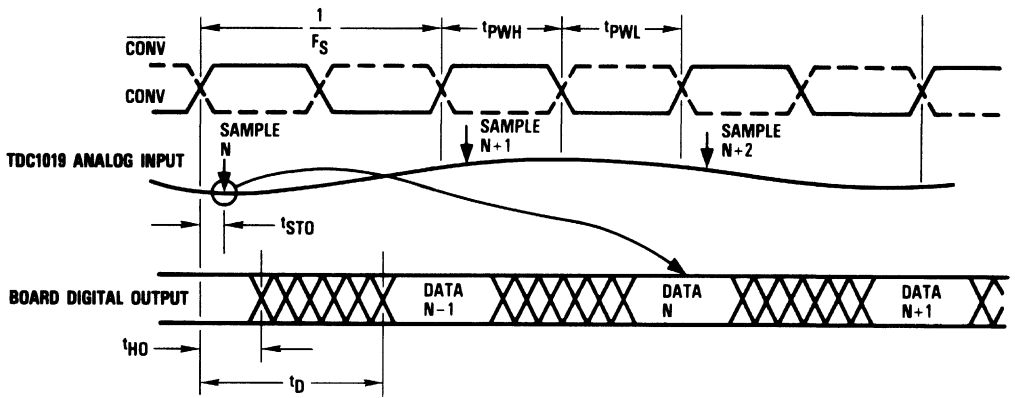 1
F_S
t_PWH
t_PWL
CONV
CONV
SAMPLE
N
SAMPLE
N+1
SAMPLE
N+2
TDC1019 ANALOG INPUT
t_STO
BOARD DIGITAL OUTPUT
DATA
N-1
DATA
N
DATA
N+1
t_HO
t_D